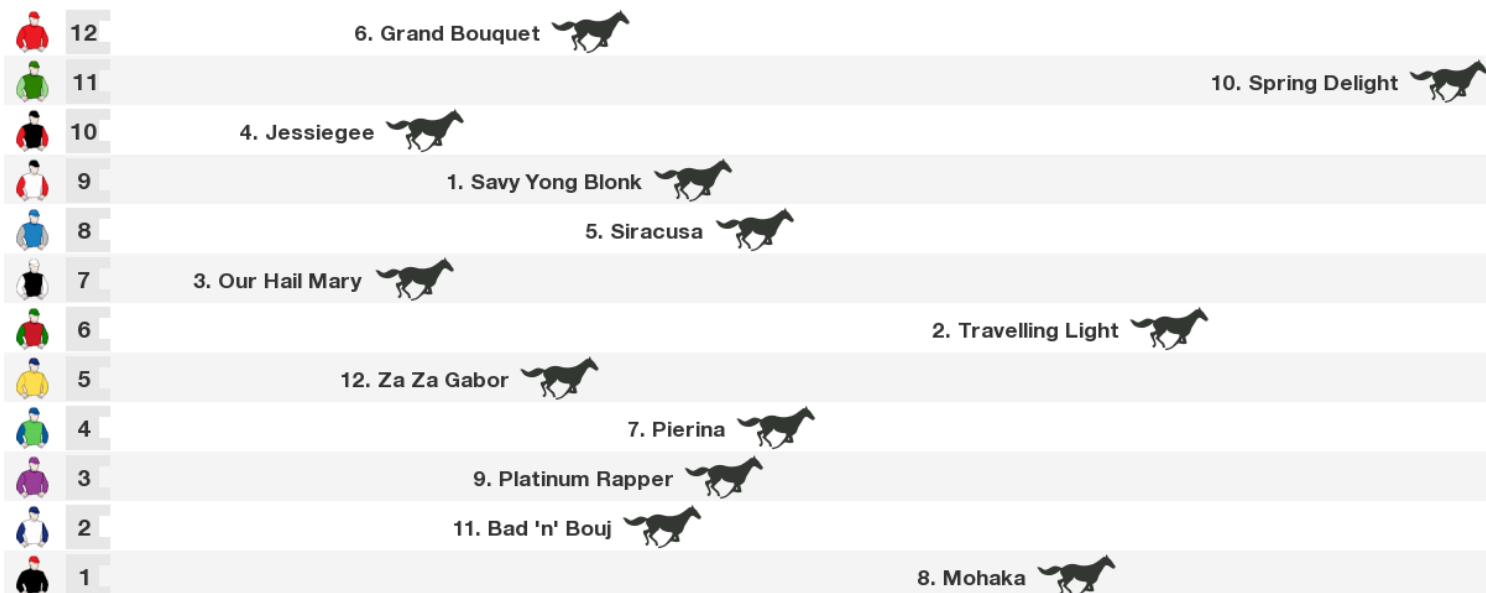 12 6. Grand Bouquet
11 10. Spring Delight
10 4. Jessiegee
9 1. Savy Yong Blonk
8 5. Siracusa
7 3. Our Hail Mary
6 2. Travelling Light
5 12. Za Za Gabor
4 7. Pierina
3 9. Platinum Rapper
2 11. Bad 'n' Bouj
1 8. Mohaka